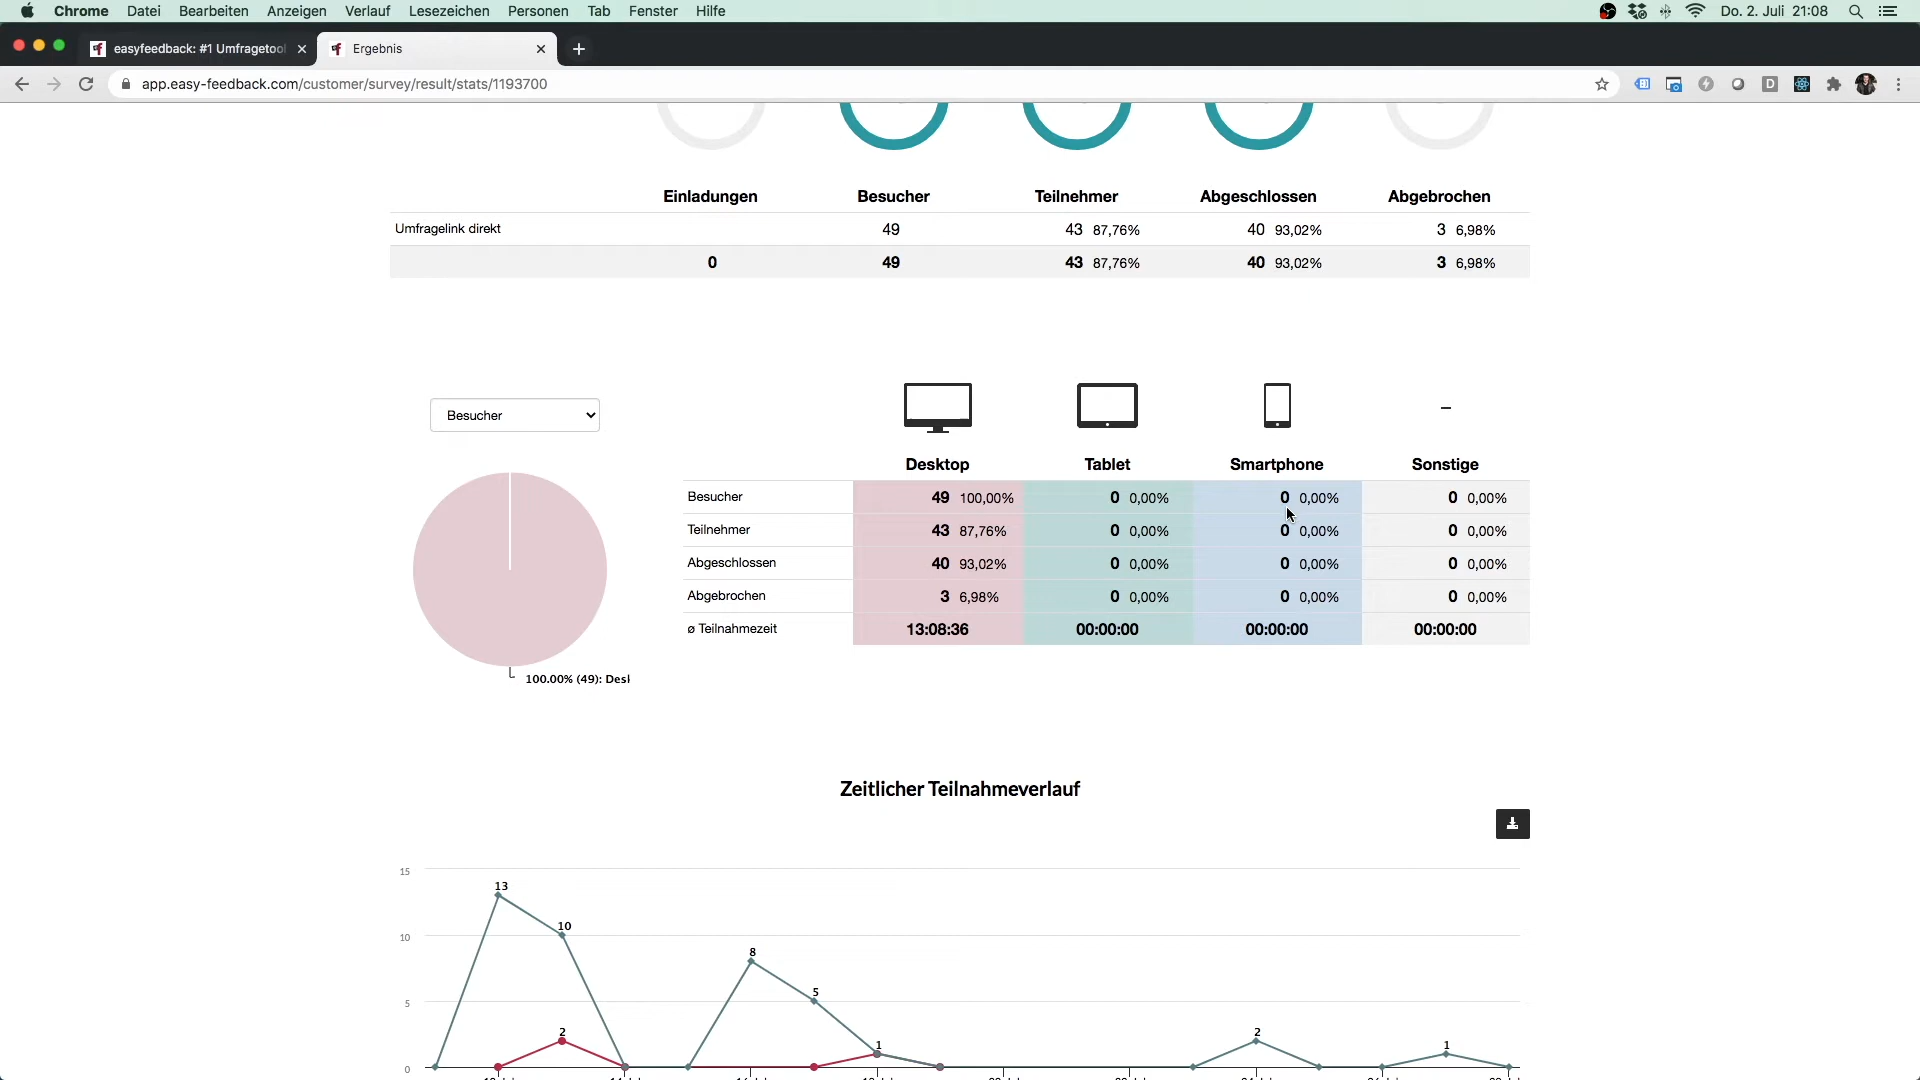 Chrome Datei Bearbeiten Anzeigen Verlauf Lesezeichen Personen Tab Fenster Hilfe Do. 2. Juli 21:08
easyfeedback: #1 Umfragetool Ergebnis
app.easy-feedback.com/customer/survey/result/stats/1193700
Einladungen Besucher Teilnehmer Abgeschlossen Abgebrochen
Umfragelink direkt 49 43 87,76% 40 93,02% 3 6,98%
0 49 43 87,76% 40 93,02% 3 6,98%
Besucher –
Desktop Tablet Smartphone Sonstige
Besucher 49 100,00% 0 0,00% 0 0,00% 0 0,00%
Teilnehmer 43 87,76% 0 0,00% 0 0,00% 0 0,00%
Abgeschlossen 40 93,02% 0 0,00% 0 0,00% 0 0,00%
Abgebrochen 3 6,98% 0 0,00% 0 0,00% 0 0,00%
ø Teilnahmezeit 13:08:36 00:00:00 00:00:00 00:00:00
100.00% (49): Desl
Zeitlicher Teilnahmeverlauf
15
13
10
10
8
5
5
2
2
1
1
0